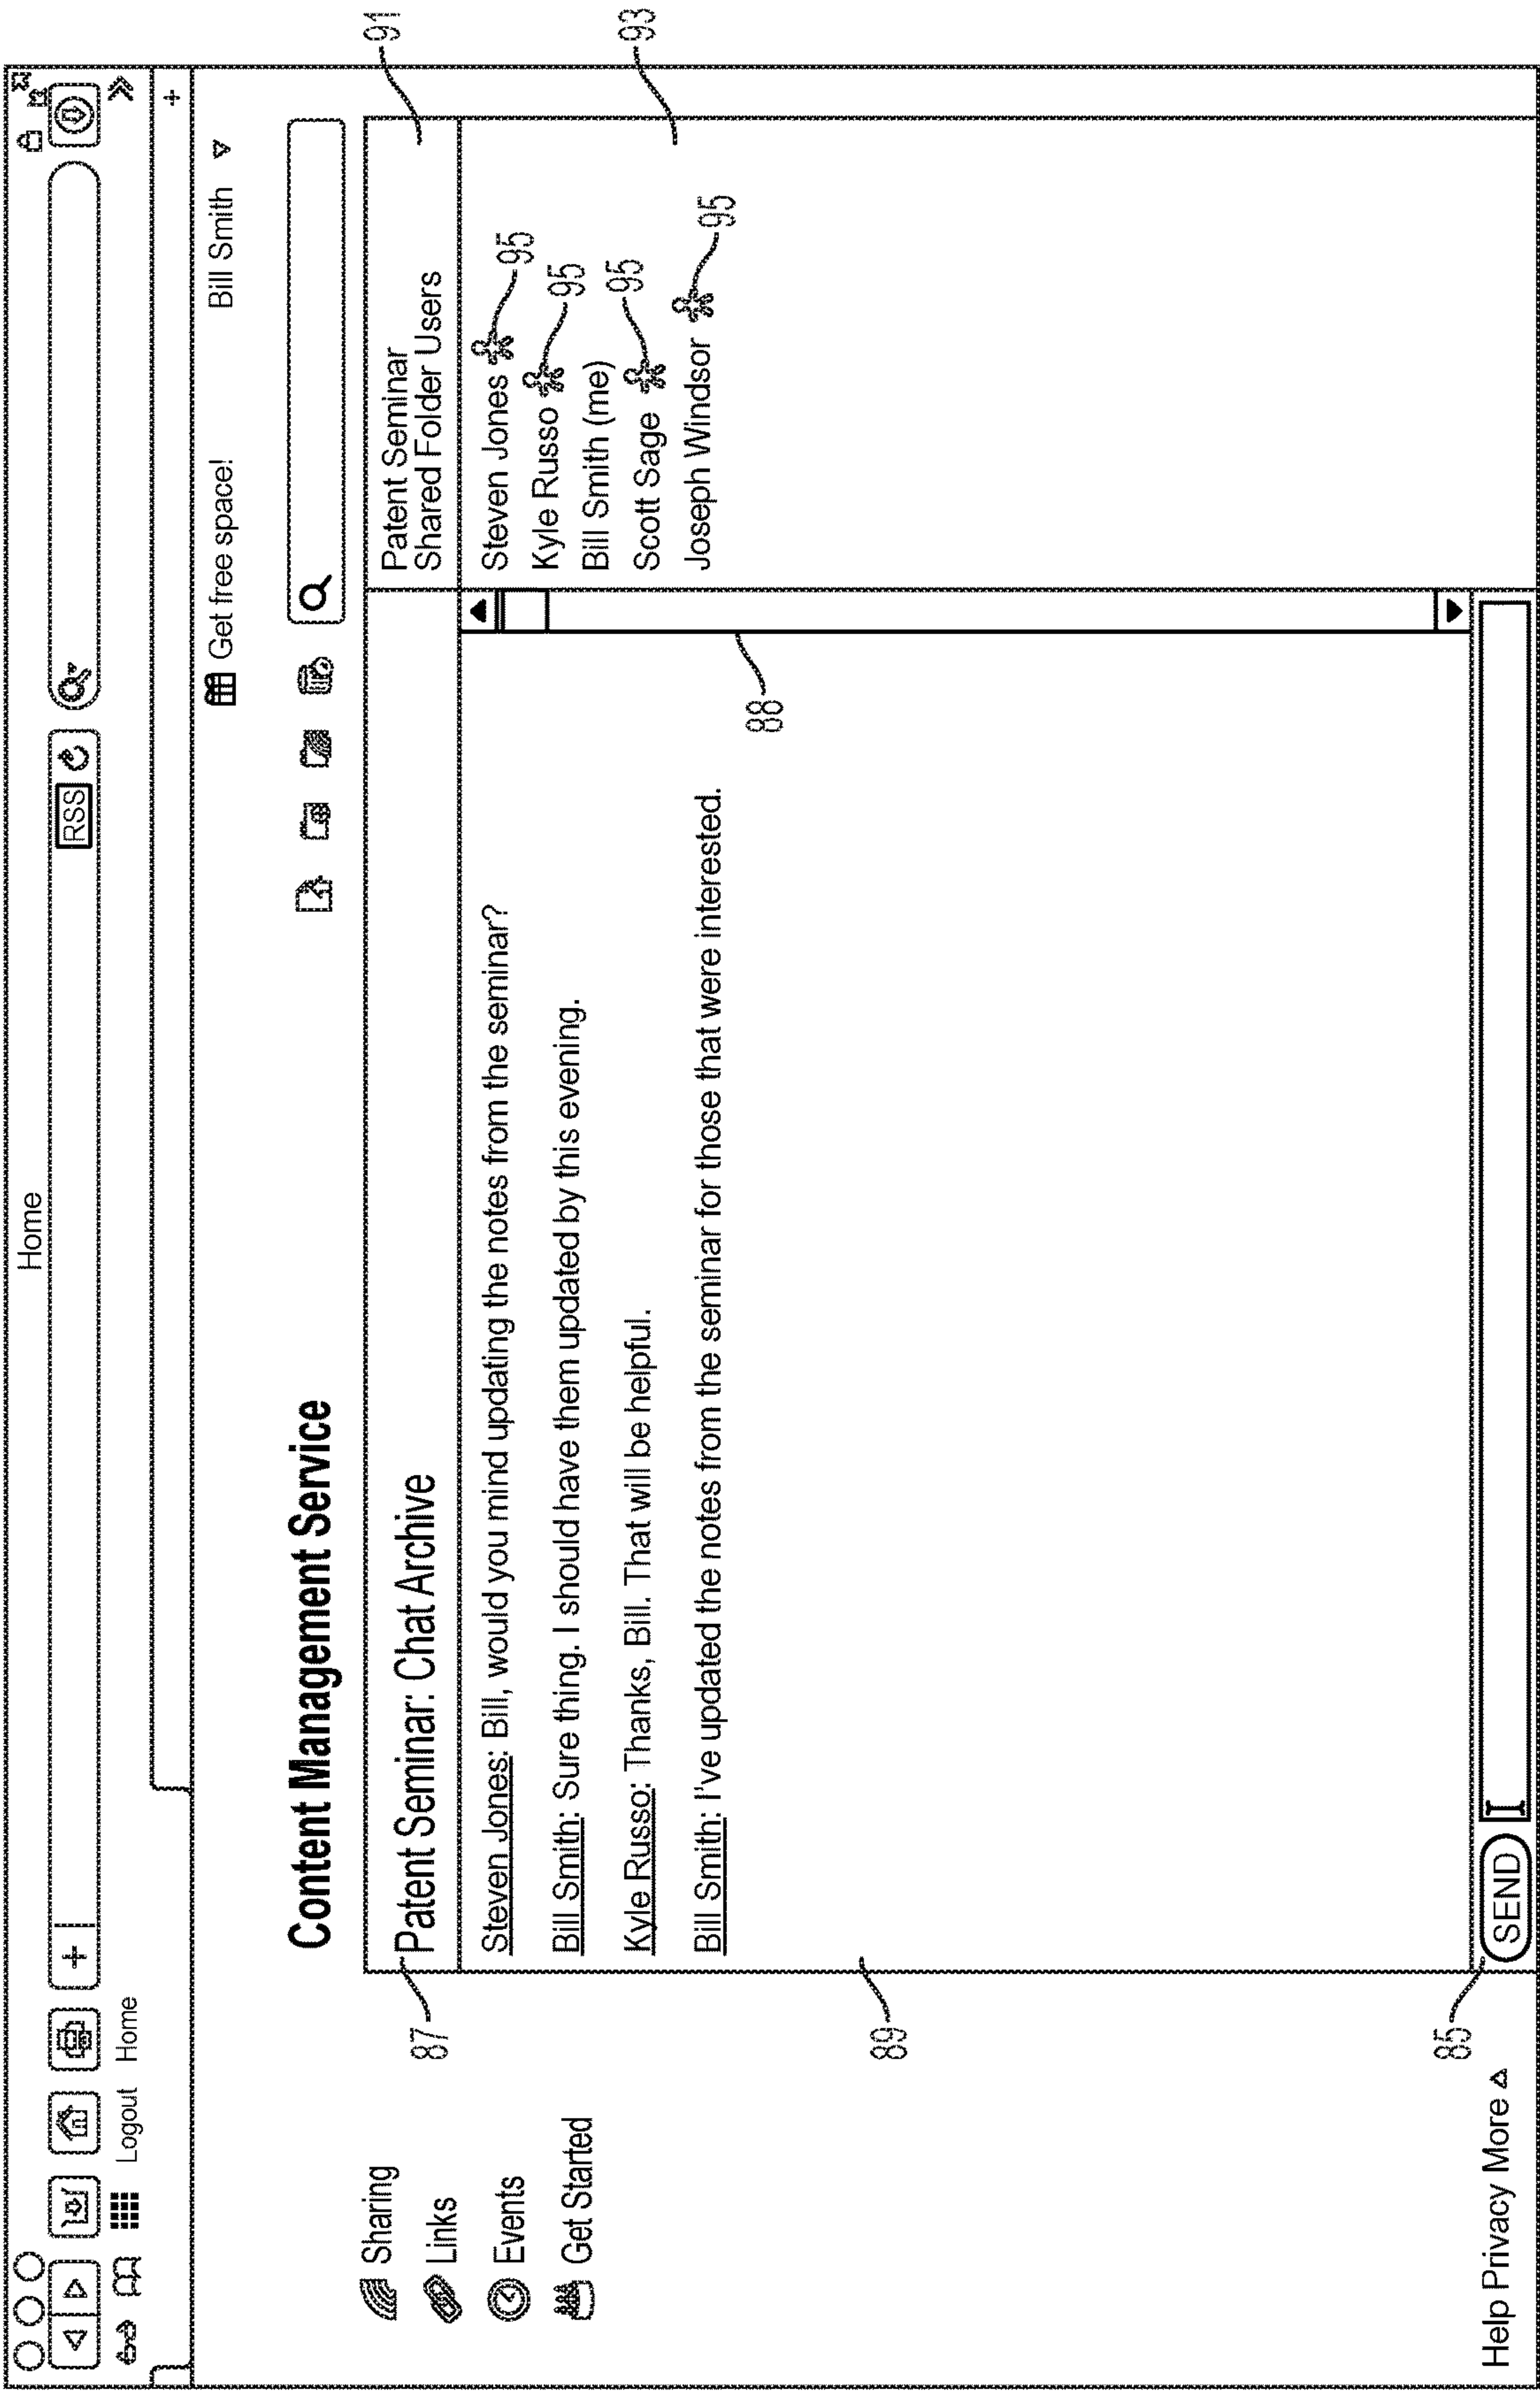 Home
+
RSS
Logout Home
+
Get free space!
Bill Smith
Content Management Service
Sharing
Links
Events
Get Started
87
Patent Seminar: Chat Archive
Patent Seminar
Shared Folder Users
91
Steven Jones: Bill, would you mind updating the notes from the seminar?
Bill Smith: Sure thing. I should have them updated by this evening.
Kyle Russo: Thanks, Bill. That will be helpful.
Bill Smith: I've updated the notes from the seminar for those that were interested.
88
89
Steven Jones 95
Kyle Russo 95
Bill Smith (me)
Scott Sage 95
Joseph Windsor 95
93
85
SEND
Help Privacy More